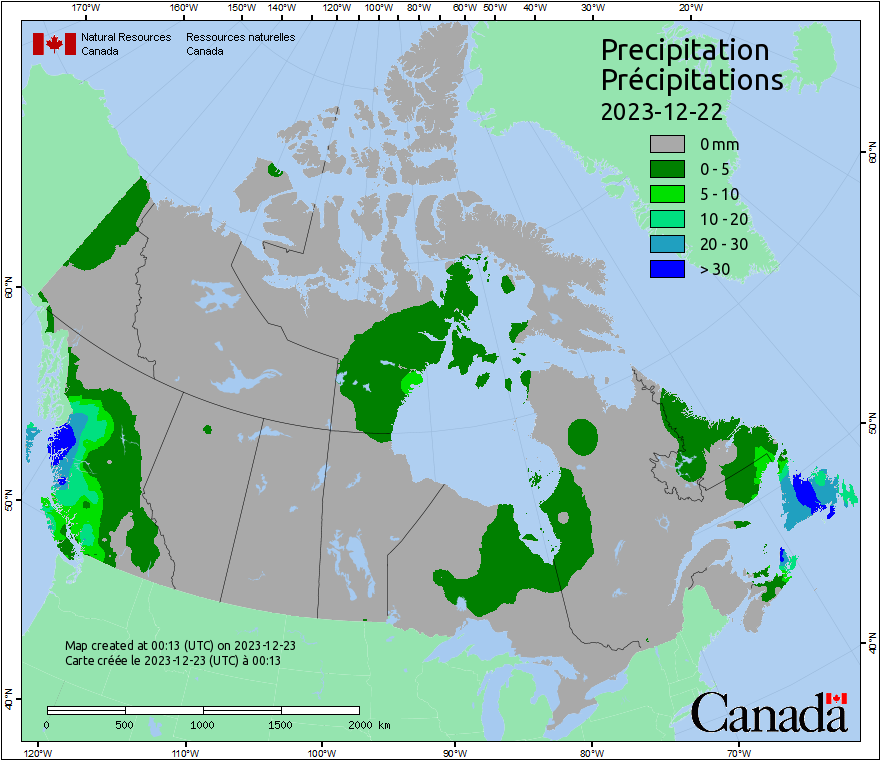 170°W 160°W 150°W 140°W 130°W 120°W 110°W 100°W 90°W 80°W 60°W 50°W 40°W 30°W 20°W
Natural Resources Ressources naturelles
Canada Canada
Precipitation
Précipitations
2023-12-22
0 mm
0 - 5
5 - 10
10 - 20
20 - 30
> 30
60°N
60°N
50°N
50°N
40°N
40°N
Map created at 00:13 (UTC) on 2023-12-23
Carte créée le 2023-12-23 (UTC) à 00:13
0 500 1000 1500 2000 km
Canada
120°W 110°W 100°W 90°W 80°W 70°W